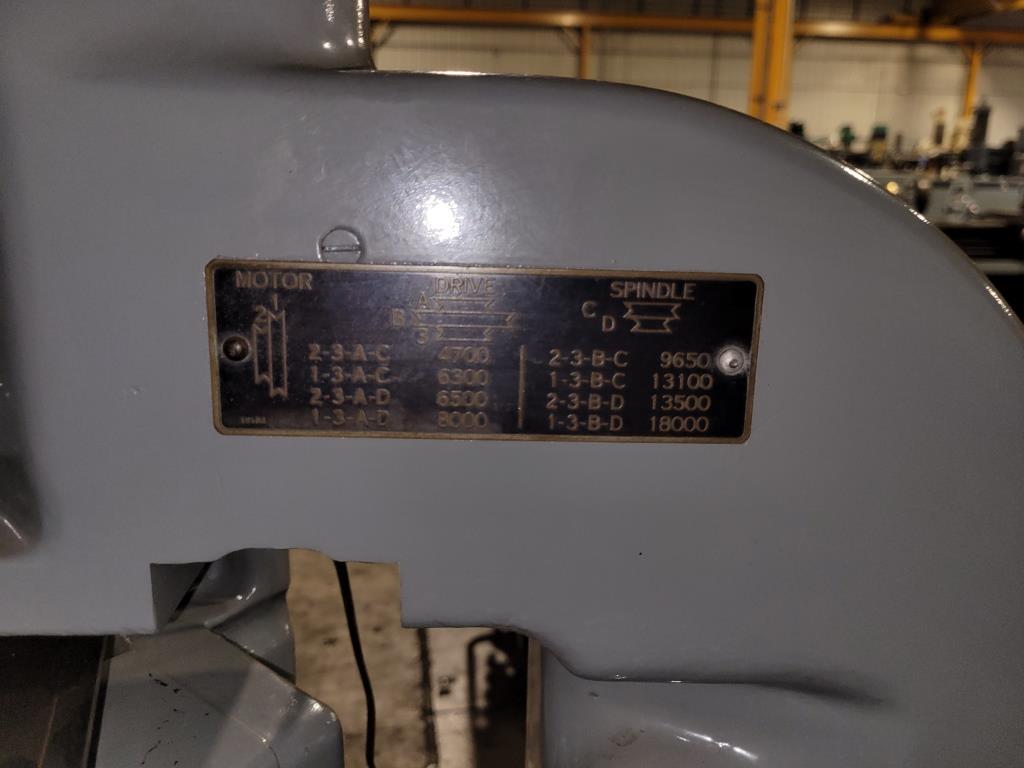 MOTOR DRIVE SPINDLE
1
2
A
B
3
C
D
2-3-A-C 4700
1-3-A-C 6300
2-3-A-D 6500
1-3-A-D 8000
2-3-B-C 9650
1-3-B-C 13100
2-3-B-D 13500
1-3-B-D 18000